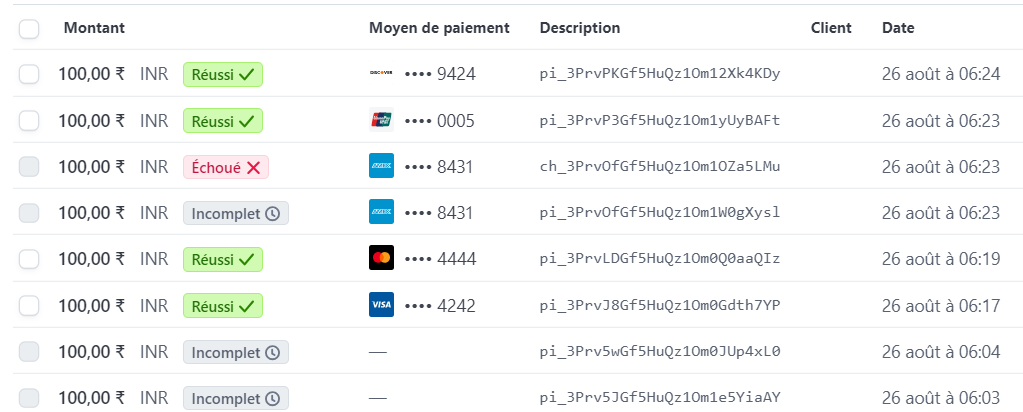 Montant Moyen de paiement Description Client Date
100,00 ₹ INR Réussi DISCOVER •••• 9424 pi_3PrvPKGf5HuQz1Om12Xk4KDy 26 août à 06:24
100,00 ₹ INR Réussi UnionPay •••• 0005 pi_3PrvP3Gf5HuQz1Om1yUyBAFt 26 août à 06:23
100,00 ₹ INR Échoué AMEX •••• 8431 ch_3PrvOfGf5HuQz1Om1OZa5LMu 26 août à 06:23
100,00 ₹ INR Incomplet AMEX •••• 8431 pi_3PrvOfGf5HuQz1Om1W0gXysl 26 août à 06:23
100,00 ₹ INR Réussi •••• 4444 pi_3PrvLDGf5HuQz1Om0Q0aaQIz 26 août à 06:19
100,00 ₹ INR Réussi VISA •••• 4242 pi_3PrvJ8Gf5HuQz1Om0Gdth7YP 26 août à 06:17
100,00 ₹ INR Incomplet — pi_3Prv5wGf5HuQz1Om0JUp4xL0 26 août à 06:04
100,00 ₹ INR Incomplet — pi_3Prv5JGf5HuQz1Om1e5YiaAY 26 août à 06:03